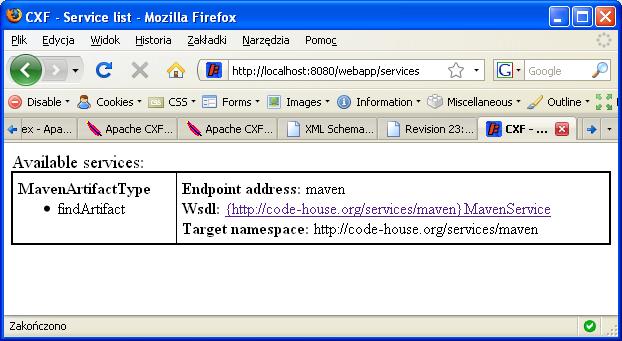 CXF - Service list - Mozilla Firefox
Plik Edycja Widok Historia Zakładki Narzędzia Pomoc
http://localhost:8080/webapp/services Google
Disable Cookies CSS Forms Images Information Miscellaneous Outline
ex - Apa... Apache CXF... Apache CXF... XML Schema... Revision 23:... CXF - ...
Available services:
MavenArtifactType
• findArtifact
Endpoint address: maven
Wsdl: {http://code-house.org/services/maven}MavenService
Target namespace: http://code-house.org/services/maven
Zakończono